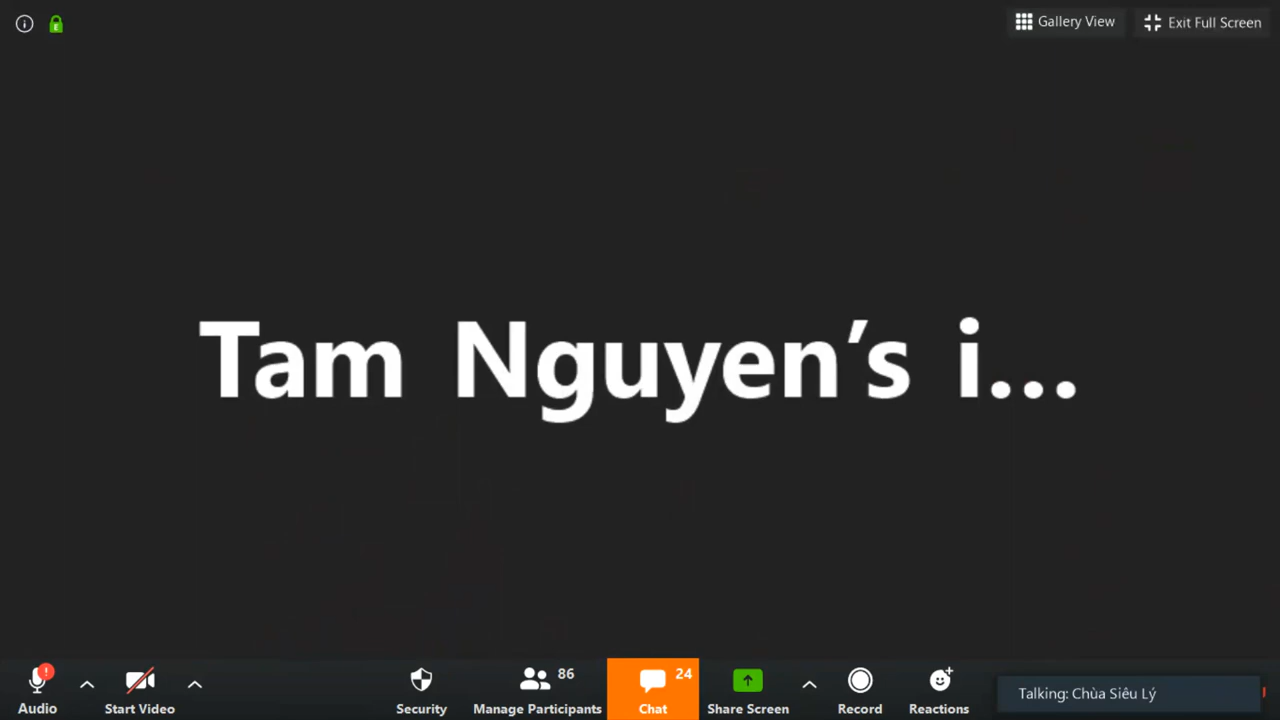 Gallery View
Exit Full Screen
Tam Nguyen’s i...
86
24
Audio
Start Video
Security
Manage Participants
Chat
Share Screen
Record
Reactions
Talking: Chùa Siêu Lý